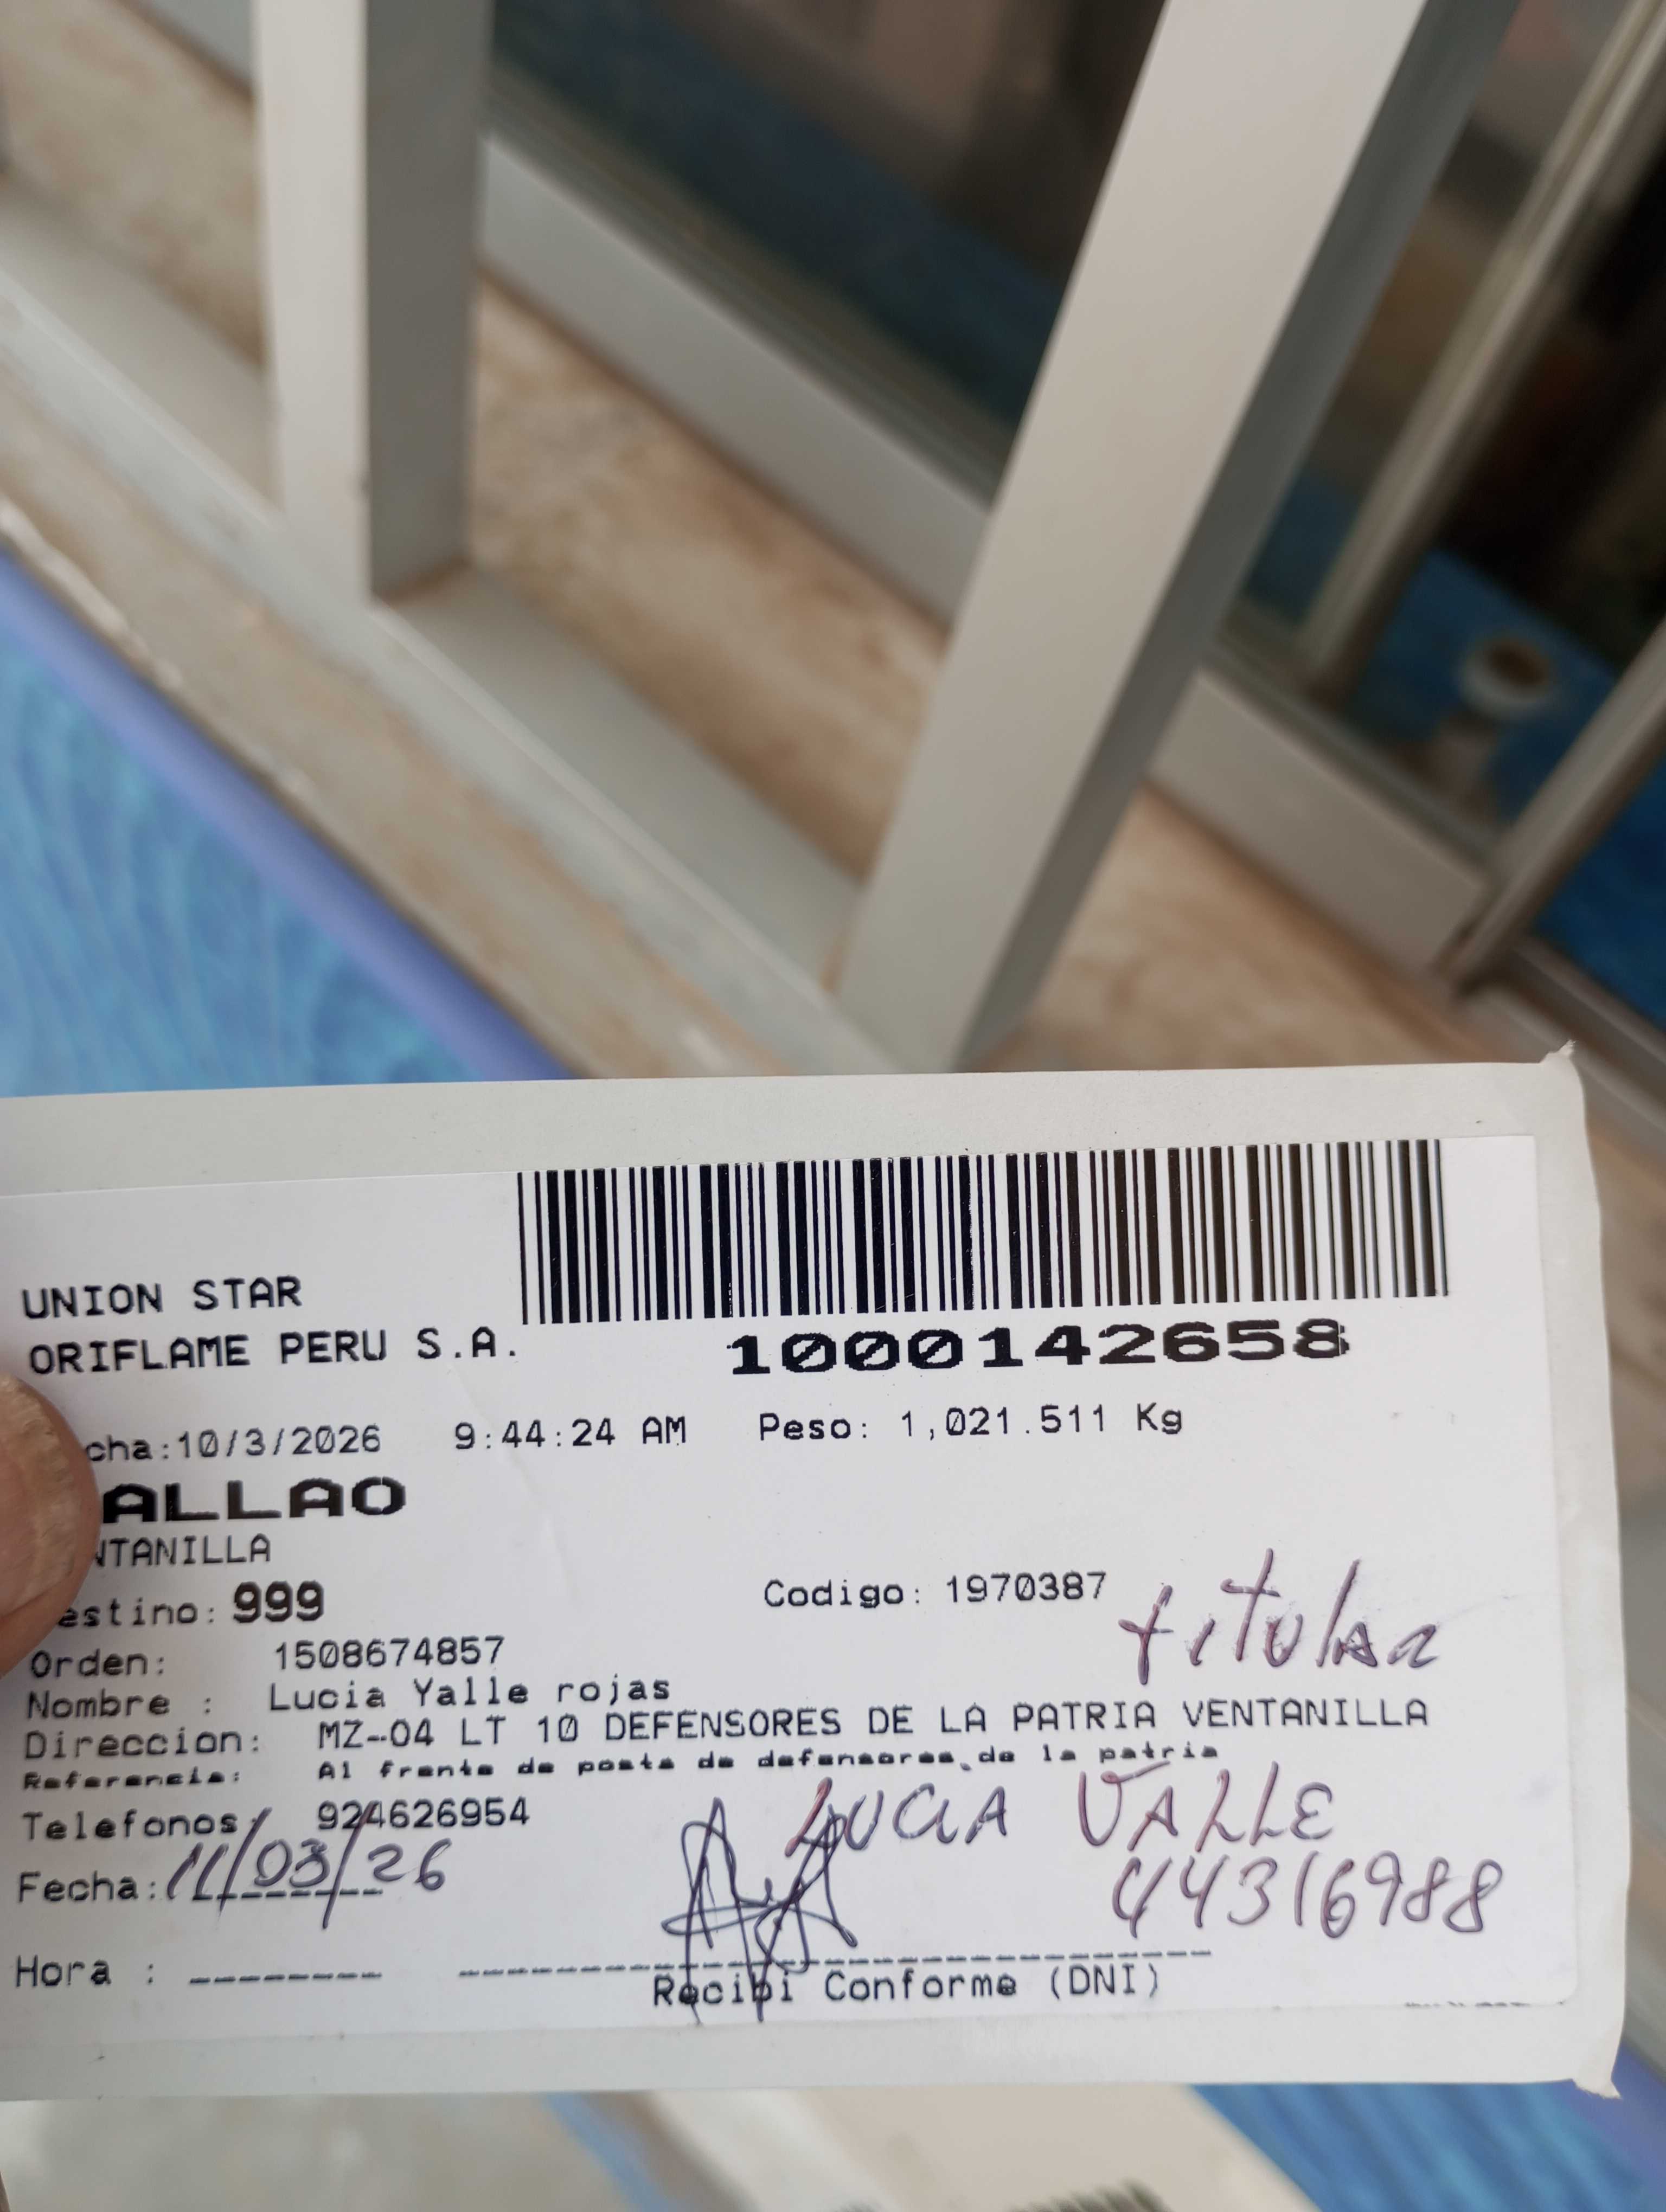 UNION STAR
ORIFLAME PERU S.A.
1000142658
cha:10/3/2026 9:44:24 AM Peso: 1,021.511 Kg
ALLAO
NTANILLA
estino: 999
Codigo: 1970387
titular
Orden: 1508674857
Nombre : Lucia Yalle rojas
Direccion: MZ-04 LT 10 DEFENSORES DE LA PATRIA VENTANILLA
Referencia: Al frente de posta de defensores de la patria
Telefonos: 924626954
LUCIA YALLE
Fecha: 11/03/26
44316988
Hora :
Recibi Conforme (DNI)